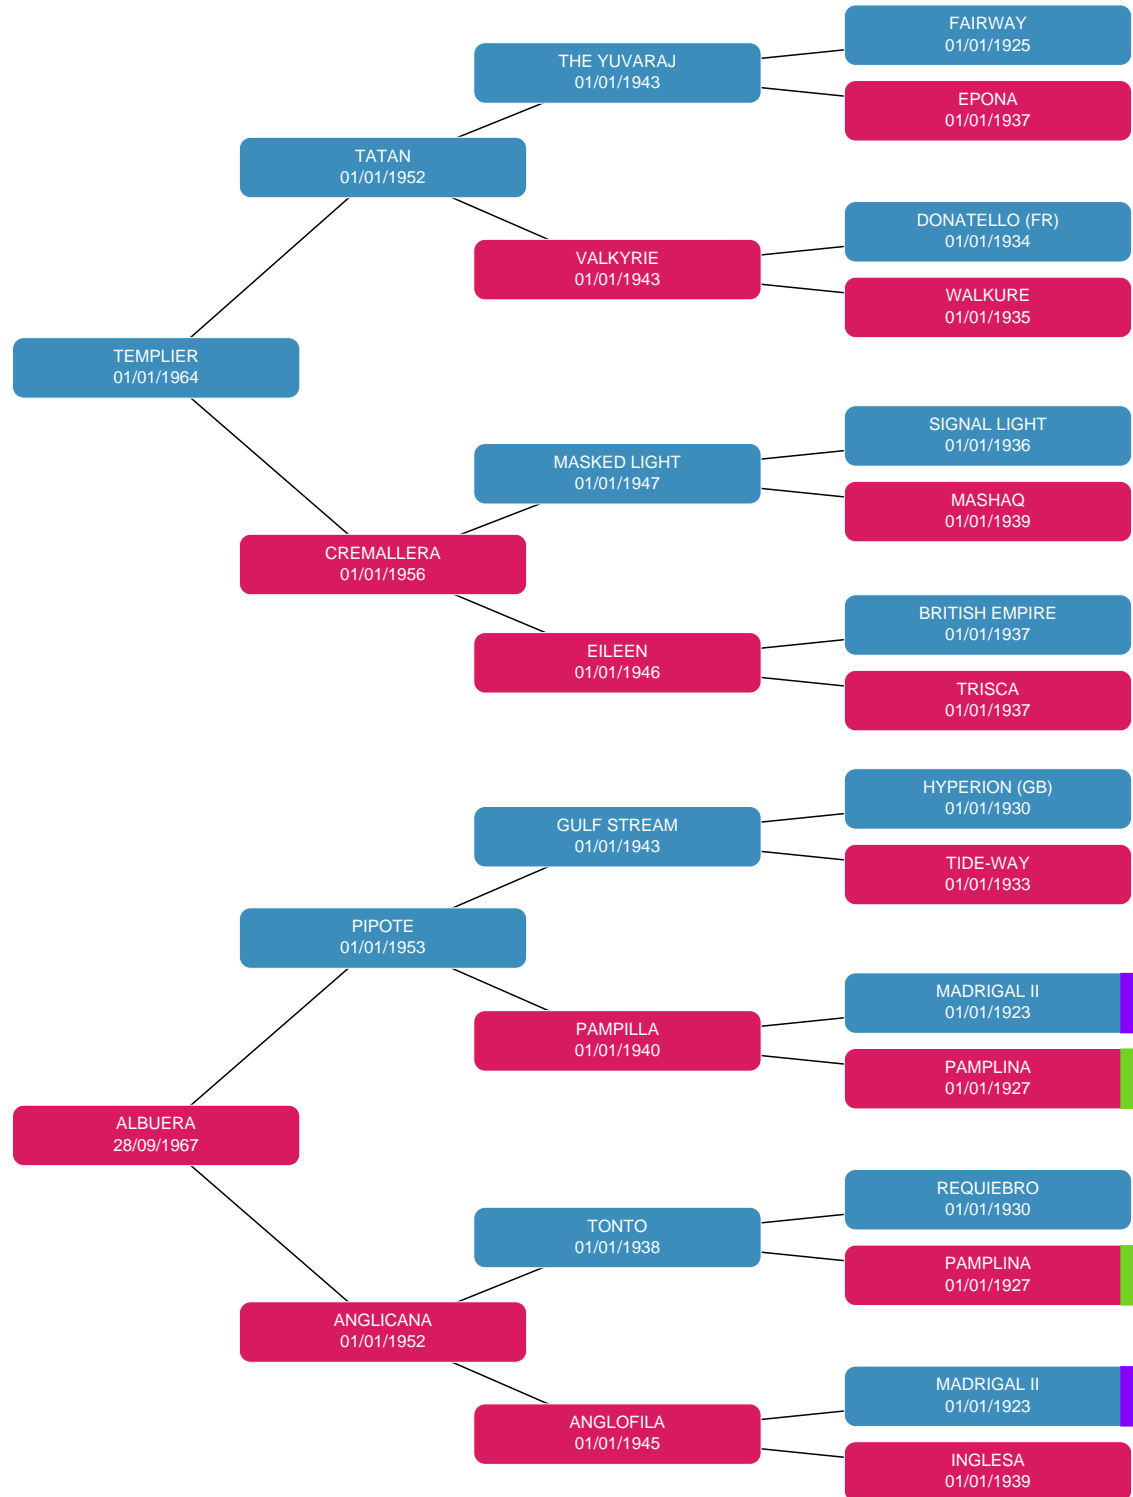 FAIRWAY
01/01/1925
THE YUVARAJ
01/01/1943
EPONA
01/01/1937
TATAN
01/01/1952
DONATELLO (FR)
01/01/1934
VALKYRIE
01/01/1943
WALKURE
01/01/1935
TEMPLIER
01/01/1964
SIGNAL LIGHT
01/01/1936
MASKED LIGHT
01/01/1947
MASHAQ
01/01/1939
CREMALLERA
01/01/1956
BRITISH EMPIRE
01/01/1937
EILEEN
01/01/1946
TRISCA
01/01/1937
HYPERION (GB)
01/01/1930
GULF STREAM
01/01/1943
TIDE-WAY
01/01/1933
PIPOTE
01/01/1953
MADRIGAL II
01/01/1923
PAMPILLA
01/01/1940
PAMPLINA
01/01/1927
ALBUERA
28/09/1967
REQUIEBRO
01/01/1930
TONTO
01/01/1938
PAMPLINA
01/01/1927
ANGLICANA
01/01/1952
MADRIGAL II
01/01/1923
ANGLOFILA
01/01/1945
INGLESA
01/01/1939